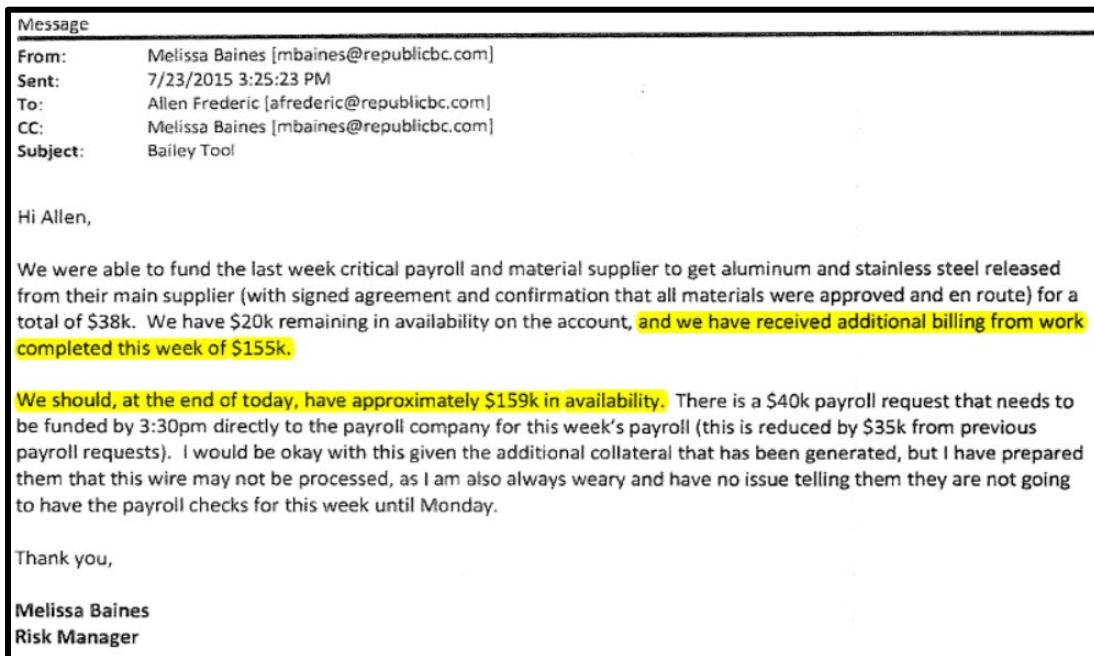 Message
From: Melissa Baines [mbaines@republicbc.com]
Sent: 7/23/2015 3:25:23 PM
To: Allen Frederic [afrederic@republicbc.com]
CC: Melissa Baines [mbaines@republicbc.com]
Subject: Bailey Tool
Hi Allen,
We were able to fund the last week critical payroll and material supplier to get aluminum and stainless steel released
from their main supplier (with signed agreement and confirmation that all materials were approved and en route) for a
total of $38k. We have $20k remaining in availability on the account, and we have received additional billing from work
completed this week of $155k.
We should, at the end of today, have approximately $159k in availability. There is a $40k payroll request that needs to
be funded by 3:30pm directly to the payroll company for this week's payroll (this is reduced by $35k from previous
payroll requests). I would be okay with this given the additional collateral that has been generated, but I have prepared
them that this wire may not be processed, as I am also always weary and have no issue telling them they are not going
to have the payroll checks for this week until Monday.
Thank you,
Melissa Baines
Risk Manager